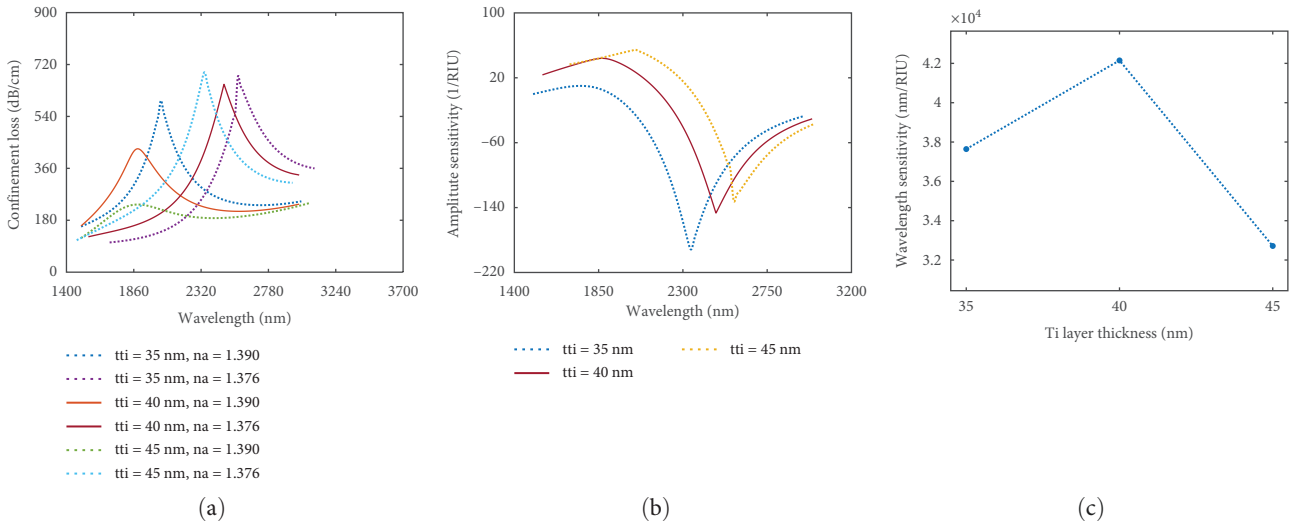 900
720
540
360
180
0
Confinement loss (dB/cm)
1400 1860 2320 2780 3240 3700
Wavelength (nm)
tti = 35 nm, na = 1.390
tti = 35 nm, na = 1.376
tti = 40 nm, na = 1.390
tti = 40 nm, na = 1.376
tti = 45 nm, na = 1.390
tti = 45 nm, na = 1.376
(a)
100
20
−60
−140
−220
Amplitute sensitivity (1/RIU)
1400 1850 2300 2750 3200
Wavelength (nm)
tti = 35 nm
tti = 40 nm
tti = 45 nm
(b)
×10⁴
4.2
4
3.8
3.6
3.4
3.2
Wavelength sensitivity (nm/RIU)
35 40 45
Ti layer thickness (nm)
(c)